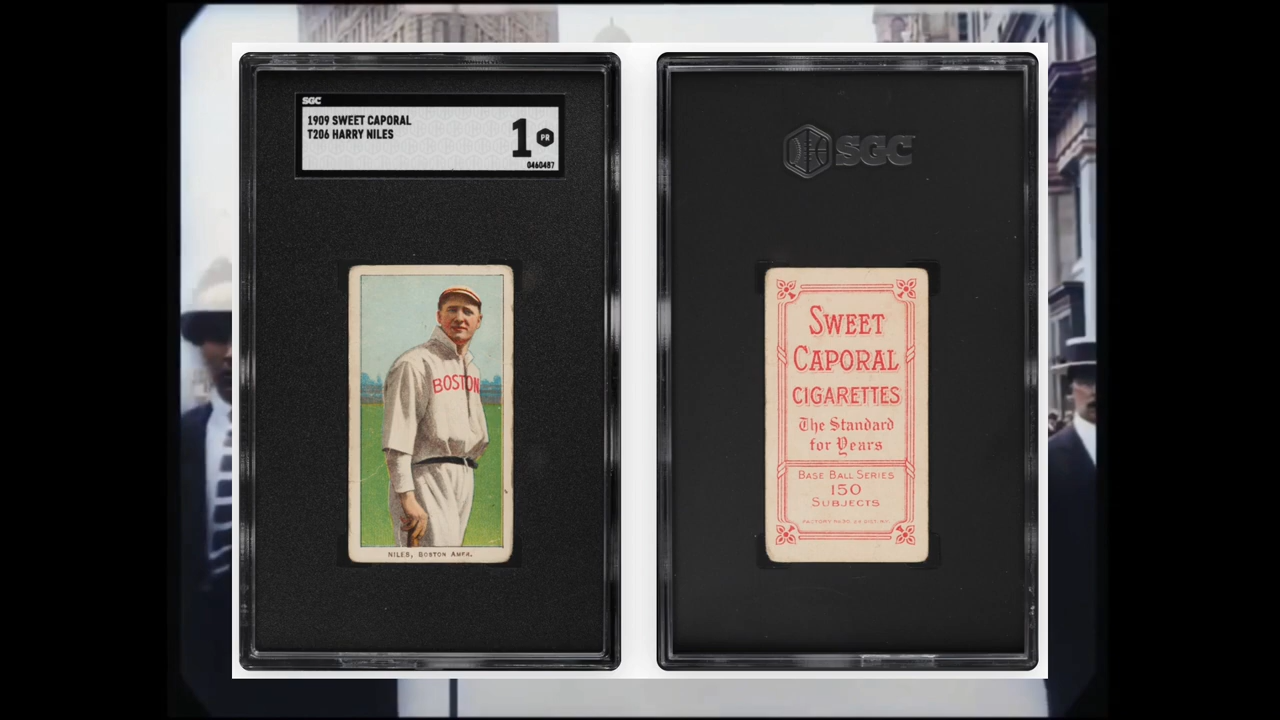 SGC
1909 SWEET CAPORAL
T206 HARRY NILES
1 PR
0460487
BOSTON
NILES, BOSTON AMER.
SGC
SWEET
CAPORAL
CIGARETTES
The Standard
for Years
BASE BALL SERIES
150
SUBJECTS